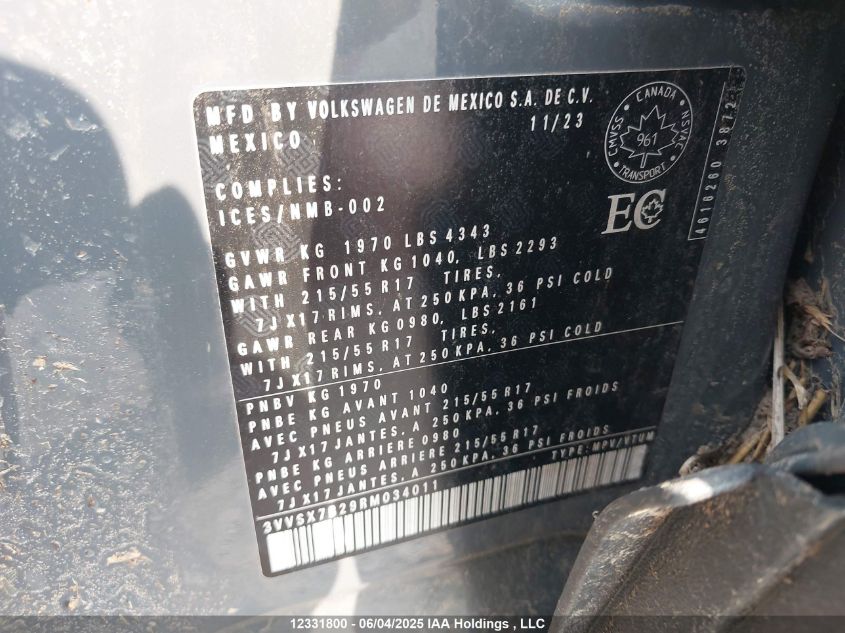 MFD BY VOLKSWAGEN DE MEXICO S.A. DE C.V.
MEXICO 11/23
COMPLIES:
ICES/NMB-002
GVWR KG 1970 LBS 4343
GAWR FRONT KG 1040, LBS 2293
WITH 215/55 R17 TIRES,
7J X17 RIMS, AT 250 KPA, 36 PSI COLD
GAWR REAR KG 0980, LBS 2161
WITH 215/55 R17 TIRES,
7J X17 RIMS, AT 250 KPA, 36 PSI COLD
PNBV KG 1970
PNBE KG AVANT 1040
AVEC PNEUS AVANT 215/55 R17
7J X17 JANTES, A 250 KPA, 36 PSI FROIDS
PNBE KG ARRIERE 0980
AVEC PNEUS ARRIERE 215/55 R17
7J X17 JANTES, A 250 KPA, 36 PSI FROIDS
TYPE: MPV/VTUM
3VVSX7B29RM034011
CANADA
CMVSS
NSVAC
961
TRANSPORT
EC
4616260 3872
12331800 - 06/04/2025 IAA Holdings, LLC